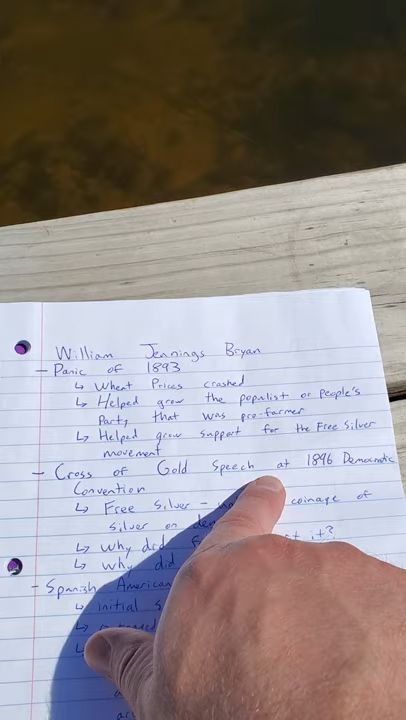 William Jennings Bryan
- Panic of 1893
↳ Wheat Prices crashed
↳ Helped grow the populist or People's
Party, that was pro-farmer
↳ Helped grow support for the Free Silver
movement
- Cross of Gold Speech at 1896 Democratic
Convention
↳ Free Silver - coinage of
silver on
↳ why did it?
↳ why did
- Spanish American
↳ initial